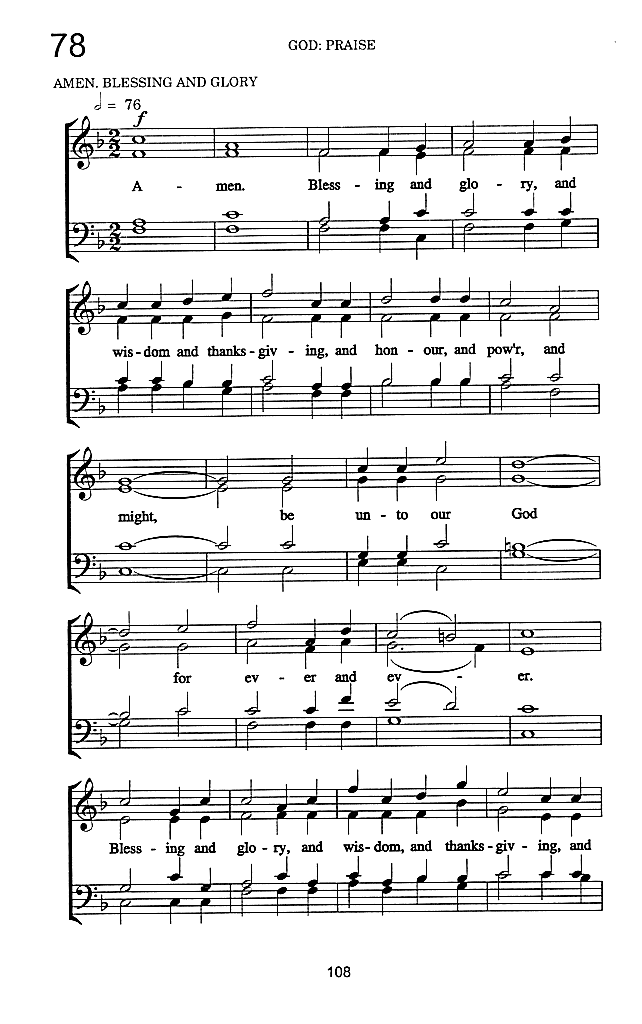 78
GOD: PRAISE
AMEN. BLESSING AND GLORY
𝅗𝅥 = 76
f
A - men. Bless - ing and glo - ry, and
wis - dom and thanks - giv - ing, and hon - our, and pow'r, and
might, be un - to our God
for ev - er and ev - er.
Bless - ing and glo - ry, and wis - dom, and thanks - giv - ing, and
108